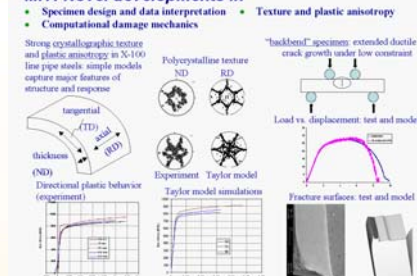 • Specimen design and data interpretation • Texture and plastic anisotropy
• Computational damage mechanics
Strong crystallographic texture
and plastic anisotropy in X-100
line pipe steels: simple models
capture major features of
structure and response
Polycrystalline texture
ND RD
"backbend" specimen: extended ductile
crack growth under low constraint
tangential
(TD)
axial
(RD)
thickness
(ND)
Experiment Taylor model
Load vs. displacement: test and mode
Directional plastic behavior
(experiment)
Taylor model simulations
Fracture surfaces: test and model